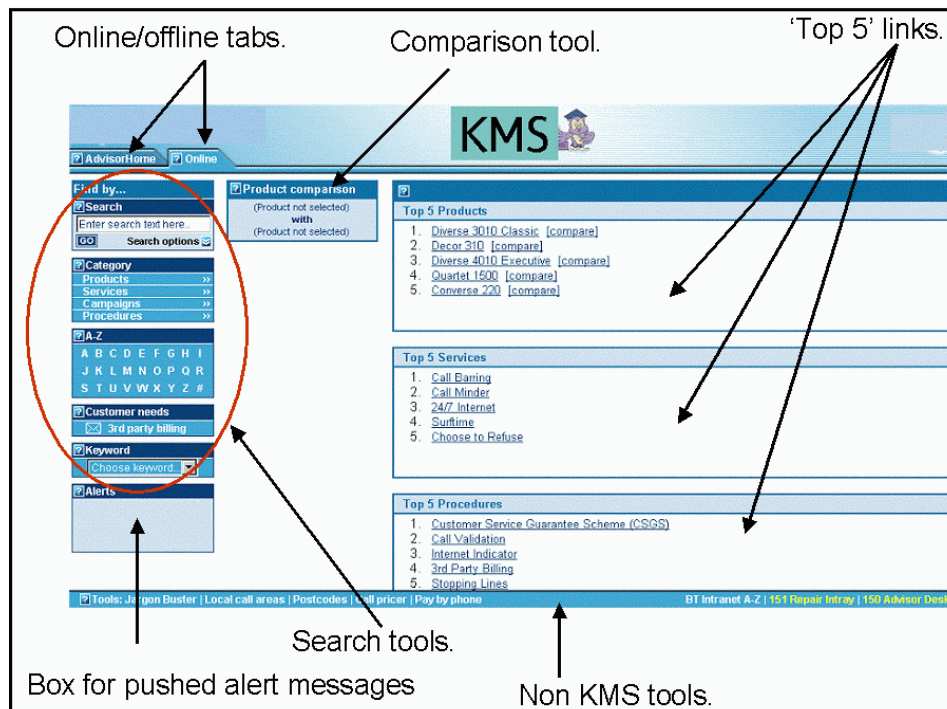 Online/offline tabs.
Comparison tool.
‘Top 5’ links.
KMS
? AdvisorHome
? Online
Find by...
? Search
Enter search text here..
GO Search options
? Category
Products »
Services »
Campaigns »
Procedures »
? A-Z
A B C D E F G H I
J K L M N O P Q R
S T U V W X Y Z #
? Customer needs
3rd party billing
? Keyword
Choose keyword...
? Alerts
? Product comparison
(Product not selected)
with
(Product not selected)
?
Top 5 Products
1. Diverse 3010 Classic [compare]
2. Decor 310 [compare]
3. Diverse 4010 Executive [compare]
4. Quartet 1500 [compare]
5. Converse 220 [compare]
Top 5 Services
1. Call Barring
2. Call Minder
3. 24/7 Internet
4. Surftime
5. Choose to Refuse
Top 5 Procedures
1. Customer Service Guarantee Scheme (CSGS)
2. Call Validation
3. Internet Indicator
4. 3rd Party Billing
5. Stopping Lines
? Tools: Jargon Buster | Local call areas | Postcodes | Call pricer | Pay by phone
BT Intranet A-Z | 151 Repair Intray | 150 Advisor Desk
Search tools.
Box for pushed alert messages
Non KMS tools.